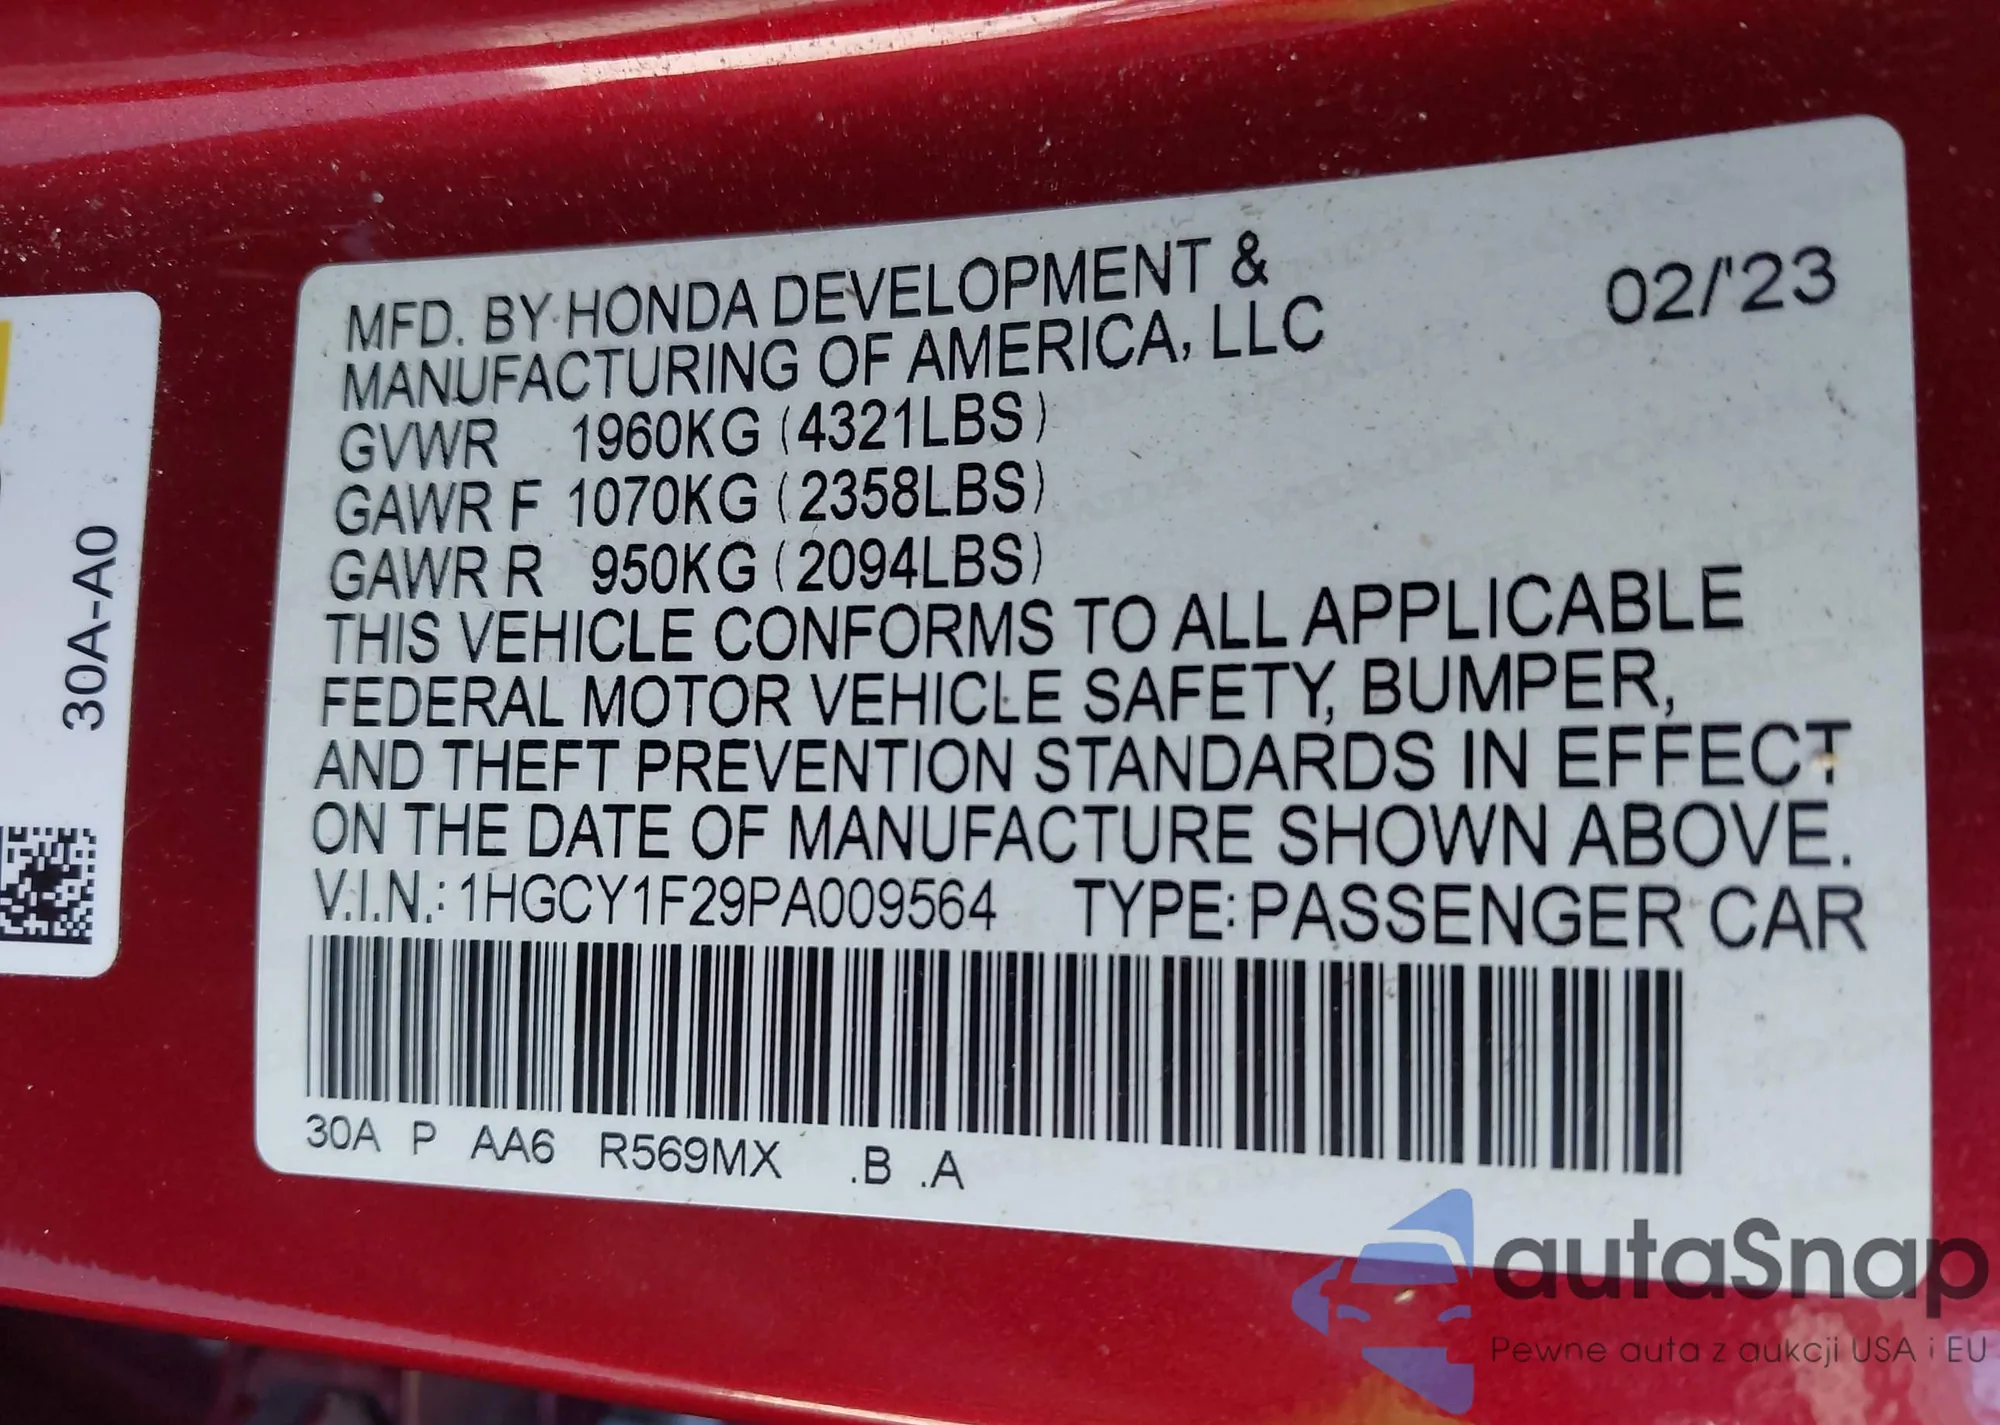 MFD. BY HONDA DEVELOPMENT &
MANUFACTURING OF AMERICA, LLC
02/'23
GVWR 1960KG (4321LBS)
GAWR F 1070KG (2358LBS)
GAWR R 950KG (2094LBS)
THIS VEHICLE CONFORMS TO ALL APPLICABLE
FEDERAL MOTOR VEHICLE SAFETY, BUMPER,
AND THEFT PREVENTION STANDARDS IN EFFECT
ON THE DATE OF MANUFACTURE SHOWN ABOVE.
V.I.N.: 1HGCY1F29PA009564 TYPE: PASSENGER CAR
30A P AA6 R569MX .B .A
30A-A0
autaSnap
Pewne auta z aukcji USA i EU